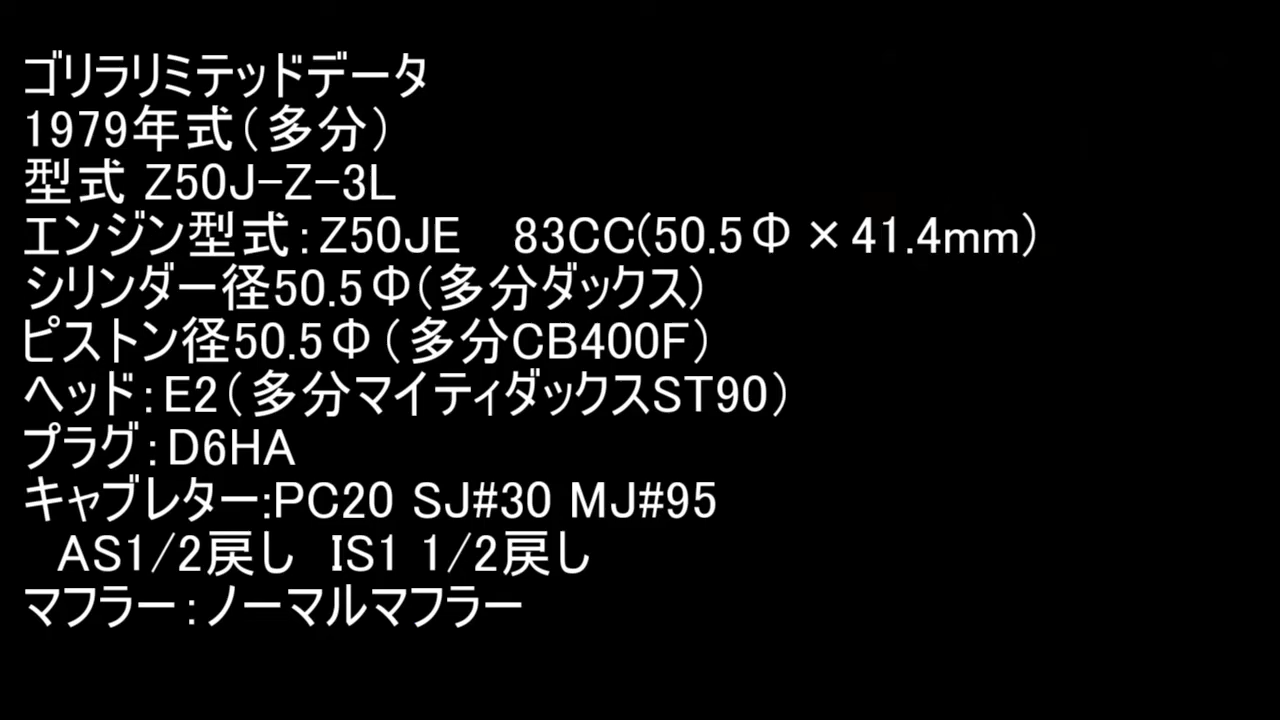 ゴリラリミテッドデータ
1979年式(多分)
型式 Z50J-Z-3L
エンジン型式:Z50JE　83CC(50.5Φ×41.4mm)
シリンダー径50.5Φ(多分ダックス)
ピストン径50.5Φ(多分CB400F)
ヘッド:E2(多分マイティダックスST90)
プラグ:D6HA
キャブレター:PC20 SJ#30 MJ#95
　AS1/2戻し　IS1 1/2戻し
マフラー:ノーマルマフラー